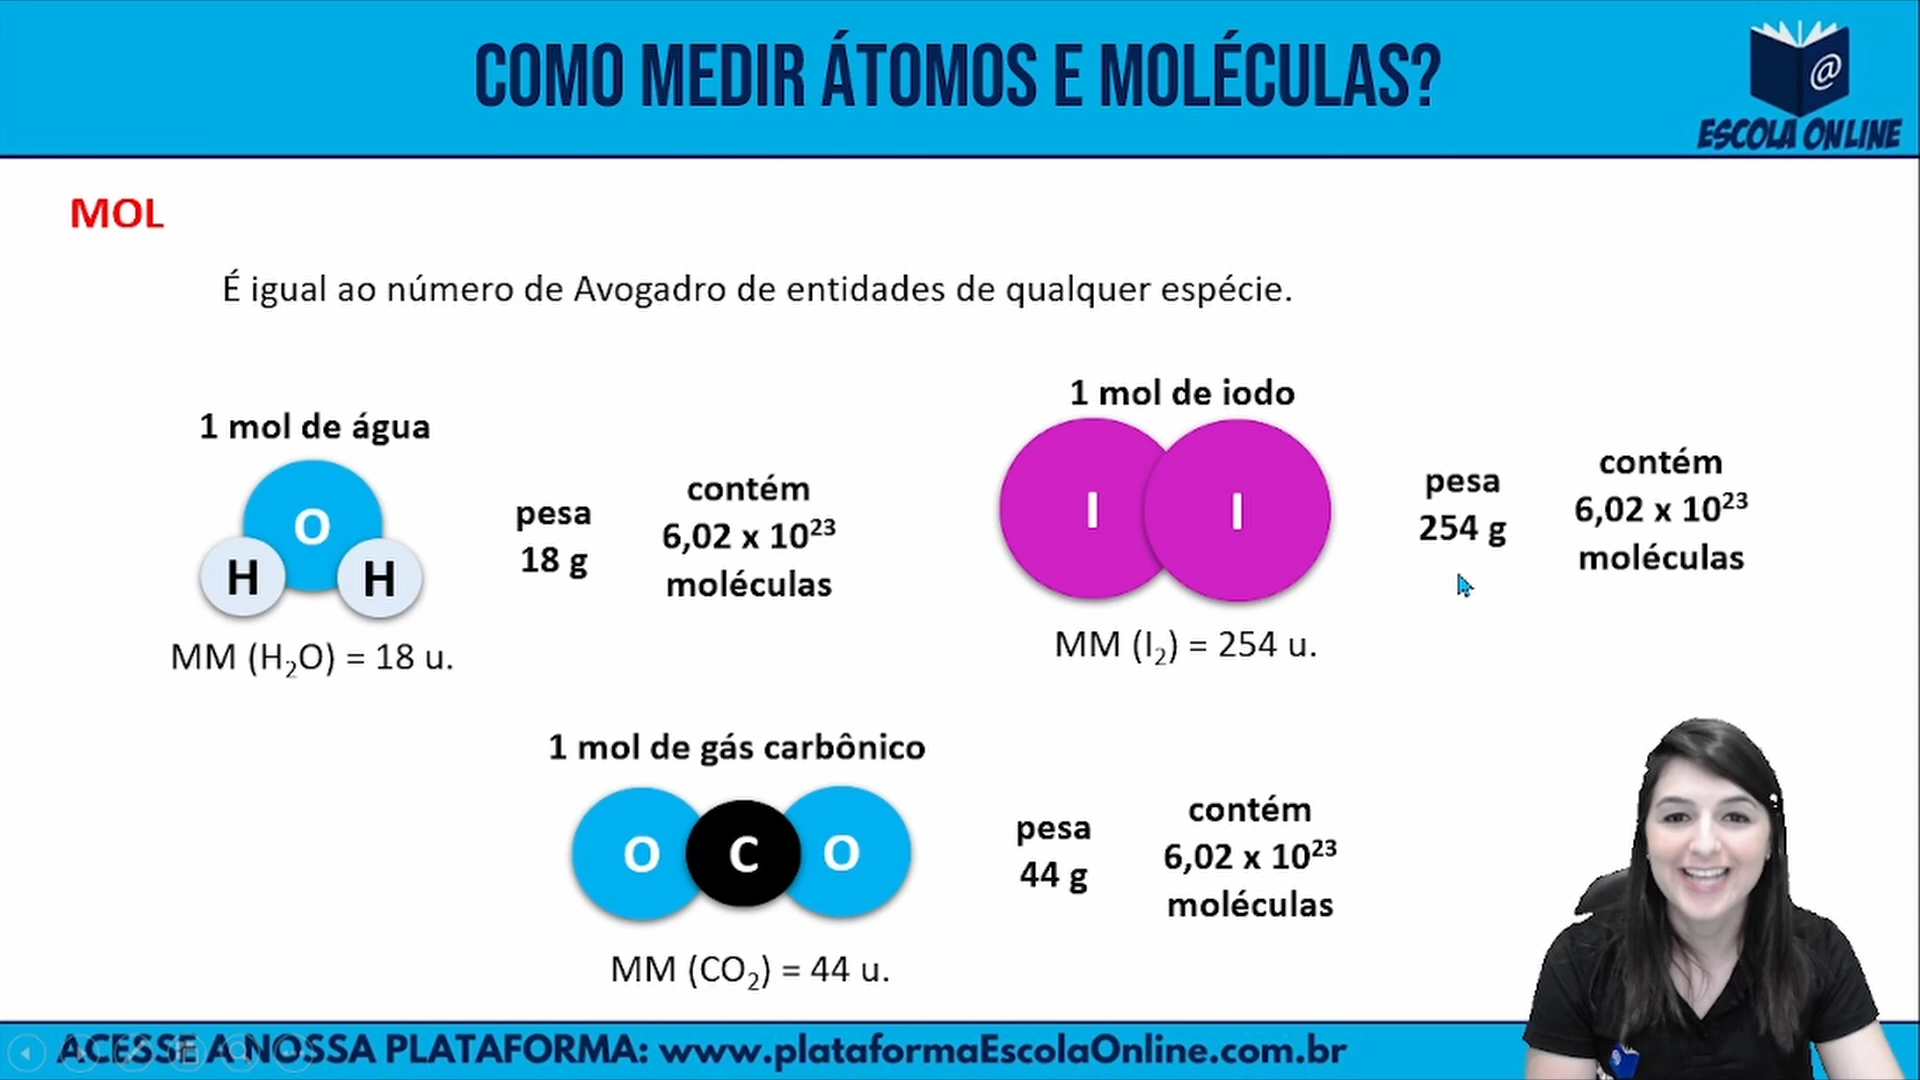 COMO MEDIR ÁTOMOS E MOLÉCULAS?
@
ESCOLA ONLINE
MOL
É igual ao número de Avogadro de entidades de qualquer espécie.
1 mol de água
O
H H
MM (H₂O) = 18 u.
pesa
18 g
contém
6,02 x 10²³
moléculas
1 mol de iodo
I I
MM (I₂) = 254 u.
pesa
254 g
contém
6,02 x 10²³
moléculas
1 mol de gás carbônico
O C O
MM (CO₂) = 44 u.
pesa
44 g
contém
6,02 x 10²³
moléculas
ACESSE A NOSSA PLATAFORMA: www.plataformaEscolaOnline.com.br